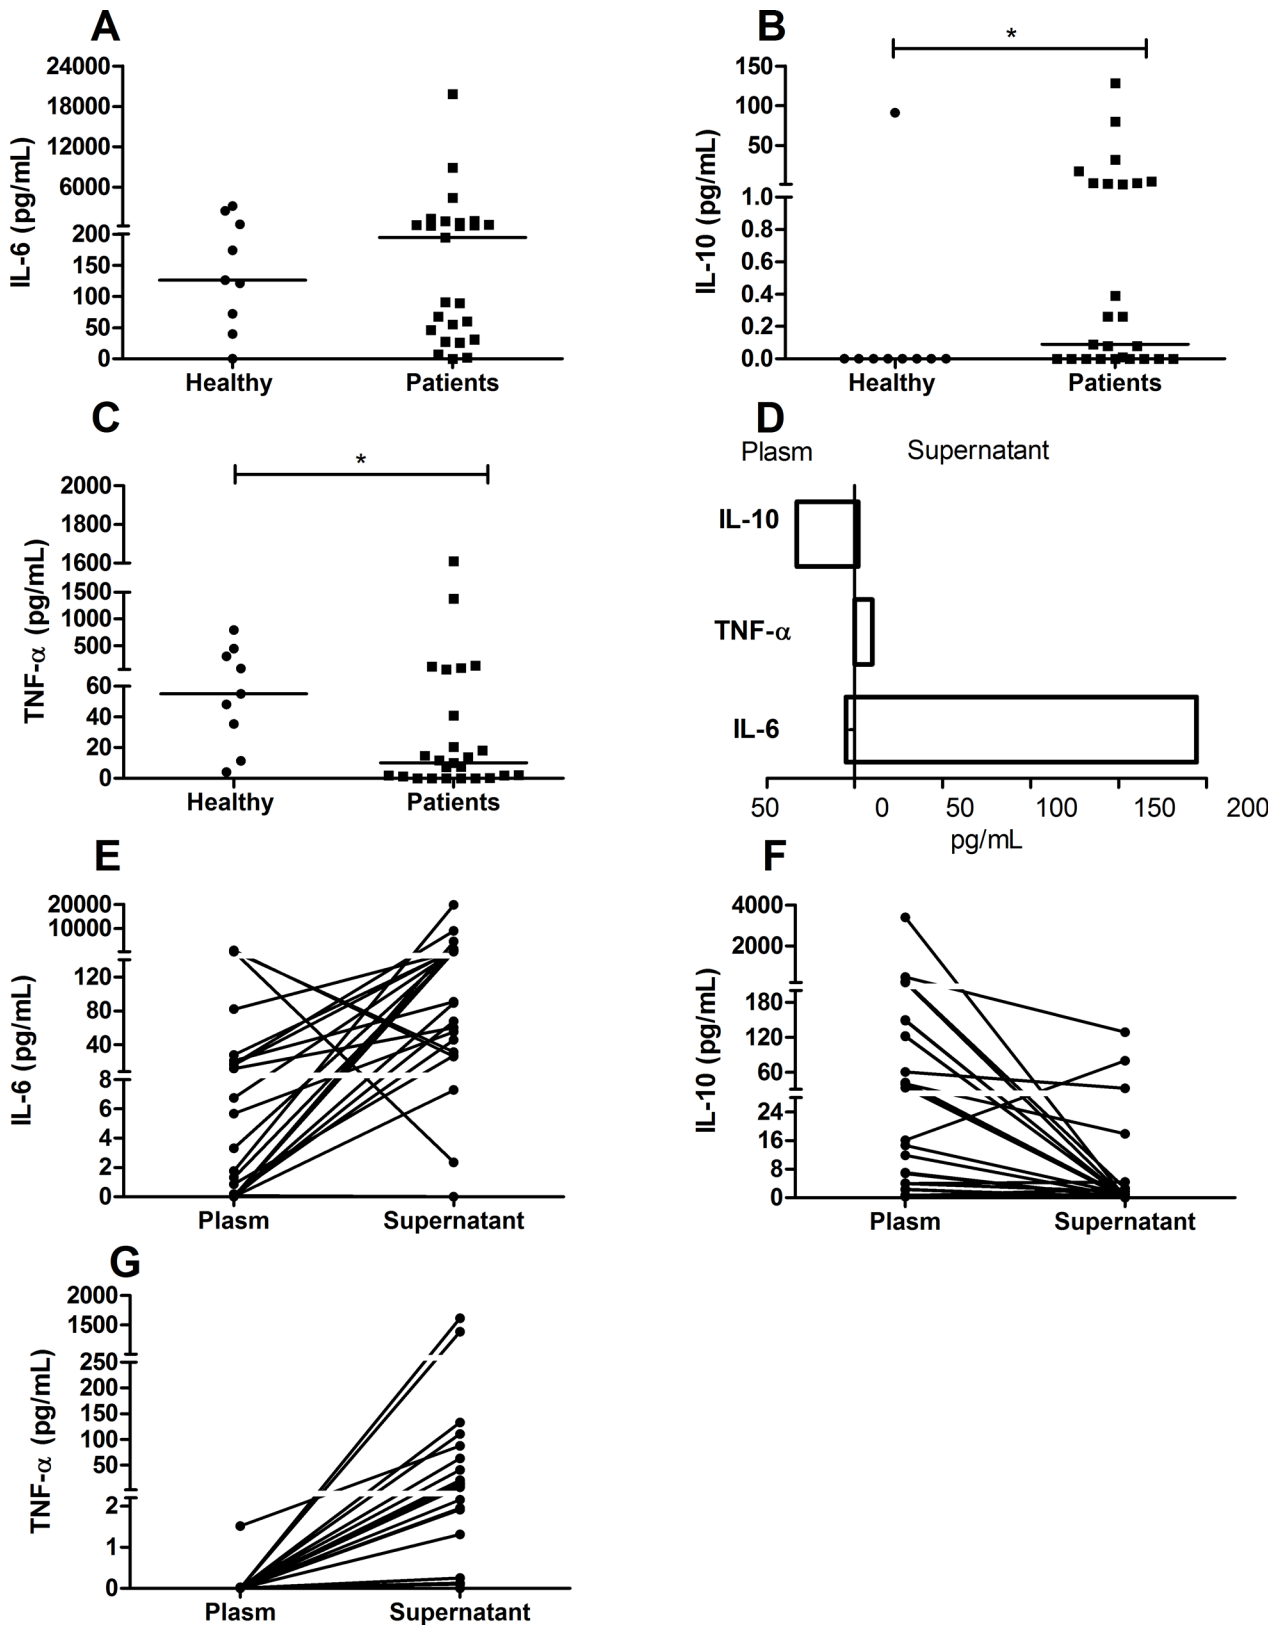 A
IL-6 (pg/mL)
24000
18000
12000
6000
200
150
100
50
0
Healthy
Patients
B
*
IL-10 (pg/mL)
150
100
50
1.0
0.8
0.6
0.4
0.2
0.0
Healthy
Patients
C
*
TNF-α (pg/mL)
2000
1800
1600
1500
1000
500
60
40
20
0
Healthy
Patients
D
Plasm
Supernatant
IL-10
TNF-α
IL-6
50 0 50 100 150 200
pg/mL
E
IL-6 (pg/mL)
20000
10000
120
80
40
8
6
4
2
0
Plasm
Supernatant
F
IL-10 (pg/mL)
4000
2000
180
120
60
24
16
8
0
Plasm
Supernatant
G
TNF-α (pg/mL)
2000
1500
250
200
150
100
50
2
1
0
Plasm
Supernatant